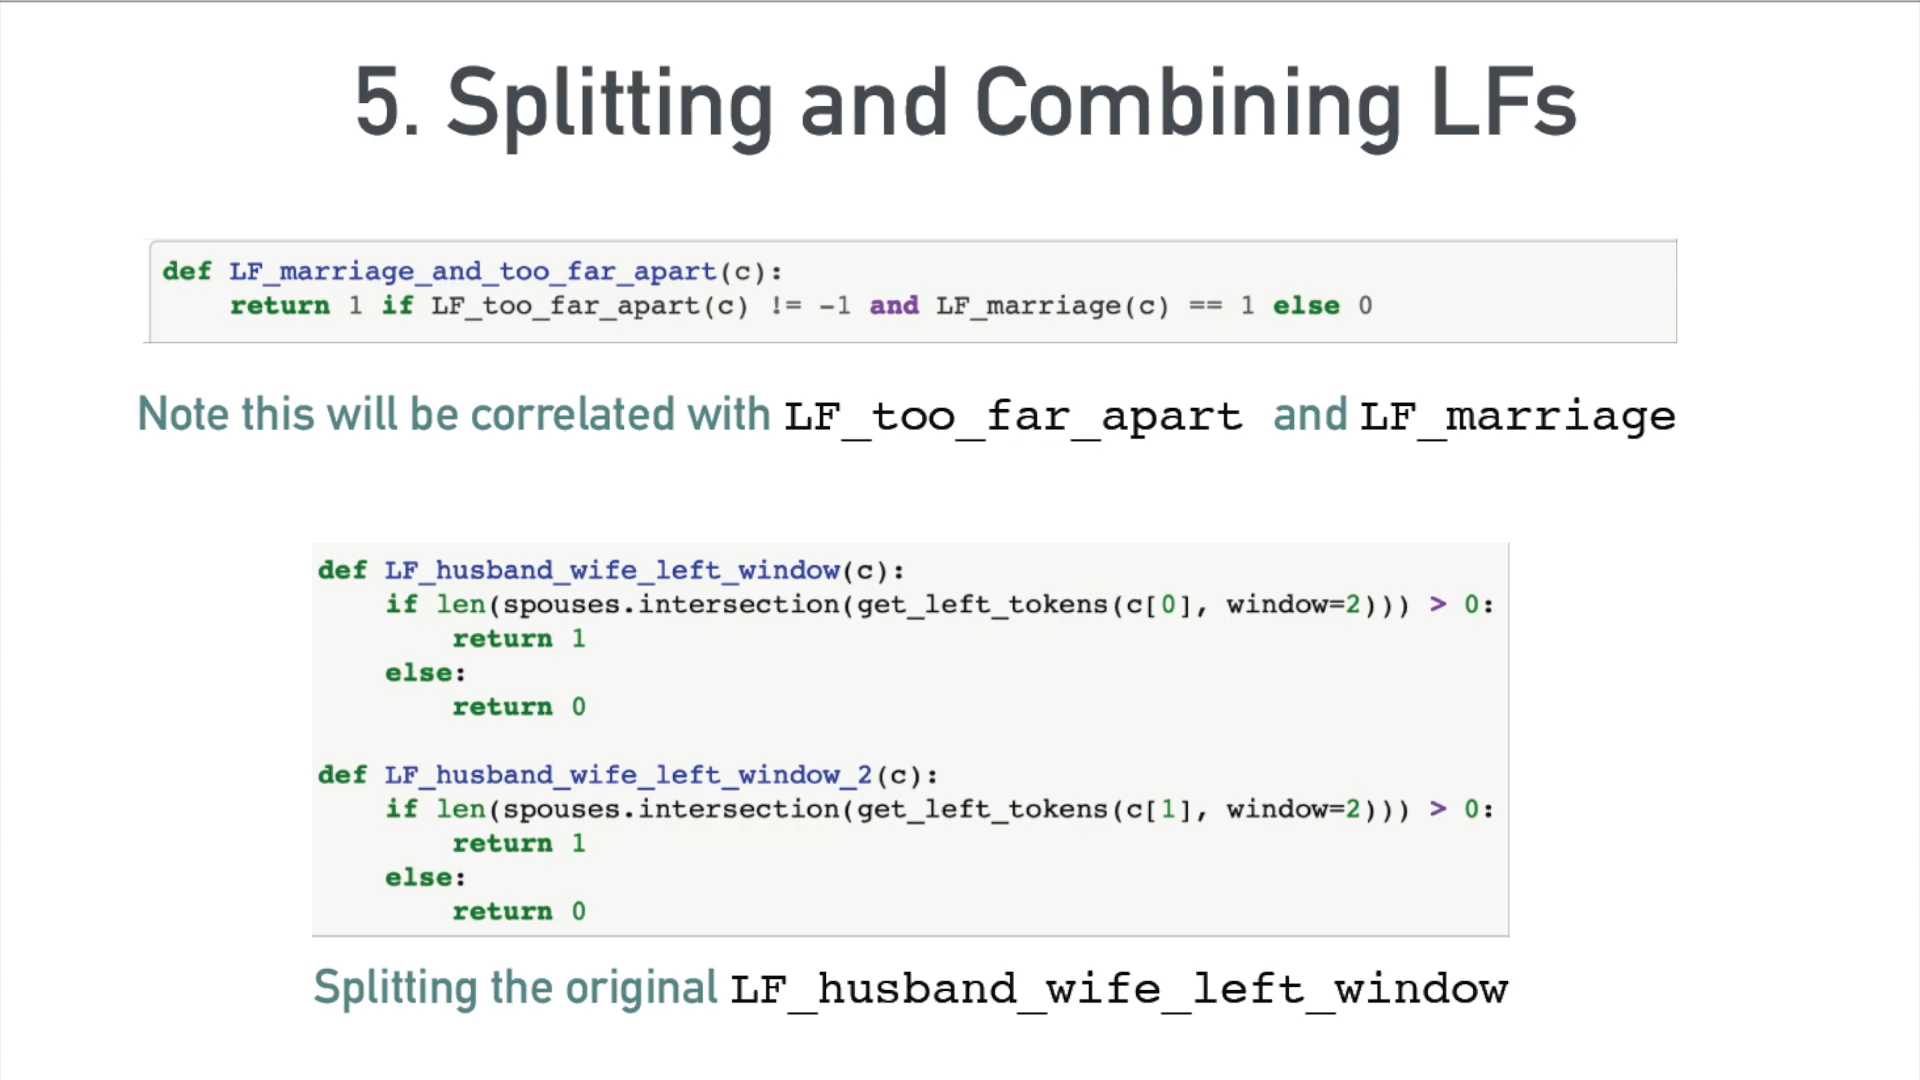 5. Splitting and Combining LFs
def LF_marriage_and_too_far_apart(c):
    return 1 if LF_too_far_apart(c) != -1 and LF_marriage(c) == 1 else 0
Note this will be correlated with LF_too_far_apart and LF_marriage
def LF_husband_wife_left_window(c):
    if len(spouses.intersection(get_left_tokens(c[0], window=2))) > 0:
        return 1
    else:
        return 0
def LF_husband_wife_left_window_2(c):
    if len(spouses.intersection(get_left_tokens(c[1], window=2))) > 0:
        return 1
    else:
        return 0
Splitting the original LF_husband_wife_left_window